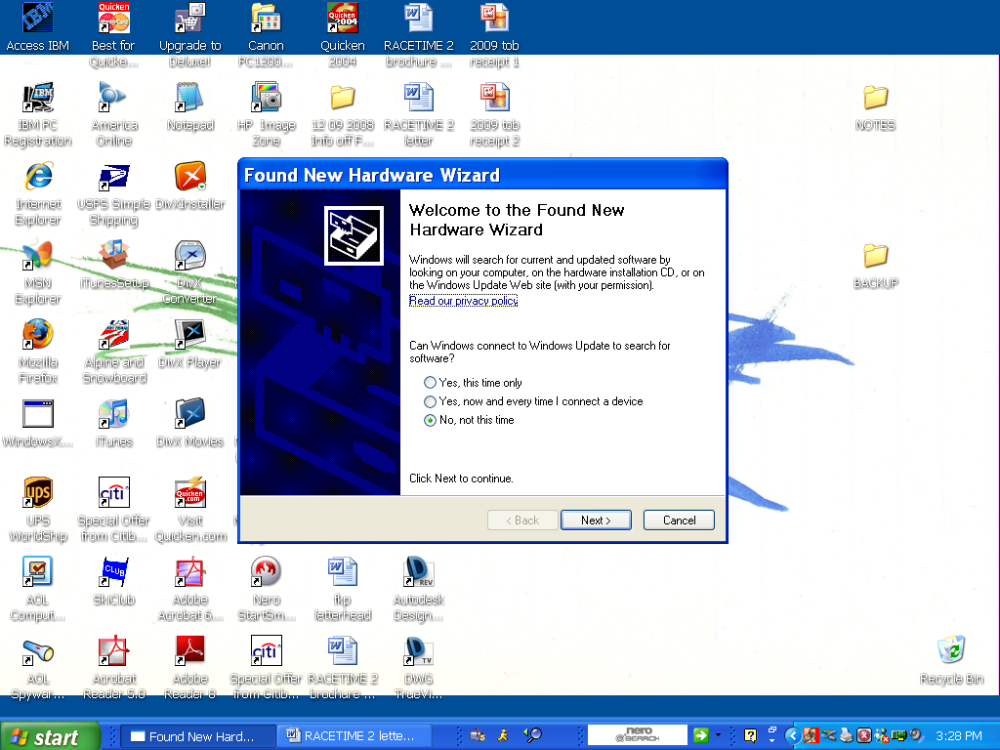 Access IBM
Best for
Quicke...
Upgrade to
Deluxe!
Canon
PC1200...
Quicken
2004
RACETIME 2
brochure ...
2009 tob
receipt 1
IBM PC
Registration
America
Online
Notepad
HP Image
Zone
12 09 2008
Info off F...
RACETIME 2
letter
2009 tob
receipt 2
NOTES
Internet
Explorer
USPS Simple
Shipping
DivXInstaller
MSN
Explorer
iTunesSetup
DivX
Converter
BACKUP
Mozilla
Firefox
Alpine and
Snowboard
DivX Player
WindowsX...
iTunes
DivX Movies
UPS
WorldShip
Special Offer
from Citib...
Visit
Quicken.com
AOL
Comput...
SkiClub
Adobe
Acrobat 6...
Nero
StartSm...
fkp
letterhead
Autodesk
Design...
AOL
Spywar...
Acrobat
Reader 5.0
Adobe
Reader 8
Special Offer
from Citib...
RACETIME 2
brochure ...
DWG
TrueVi...
Recycle Bin
Found New Hardware Wizard
Welcome to the Found New
Hardware Wizard
Windows will search for current and updated software by
looking on your computer, on the hardware installation CD, or on
the Windows Update Web site (with your permission).
Read our privacy policy
Can Windows connect to Windows Update to search for
software?
Yes, this time only
Yes, now and every time I connect a device
No, not this time
Click Next to continue.
< Back
Next >
Cancel
start
Found New Hard...
RACETIME 2 lette...
nero
@SEARCH
3:28 PM